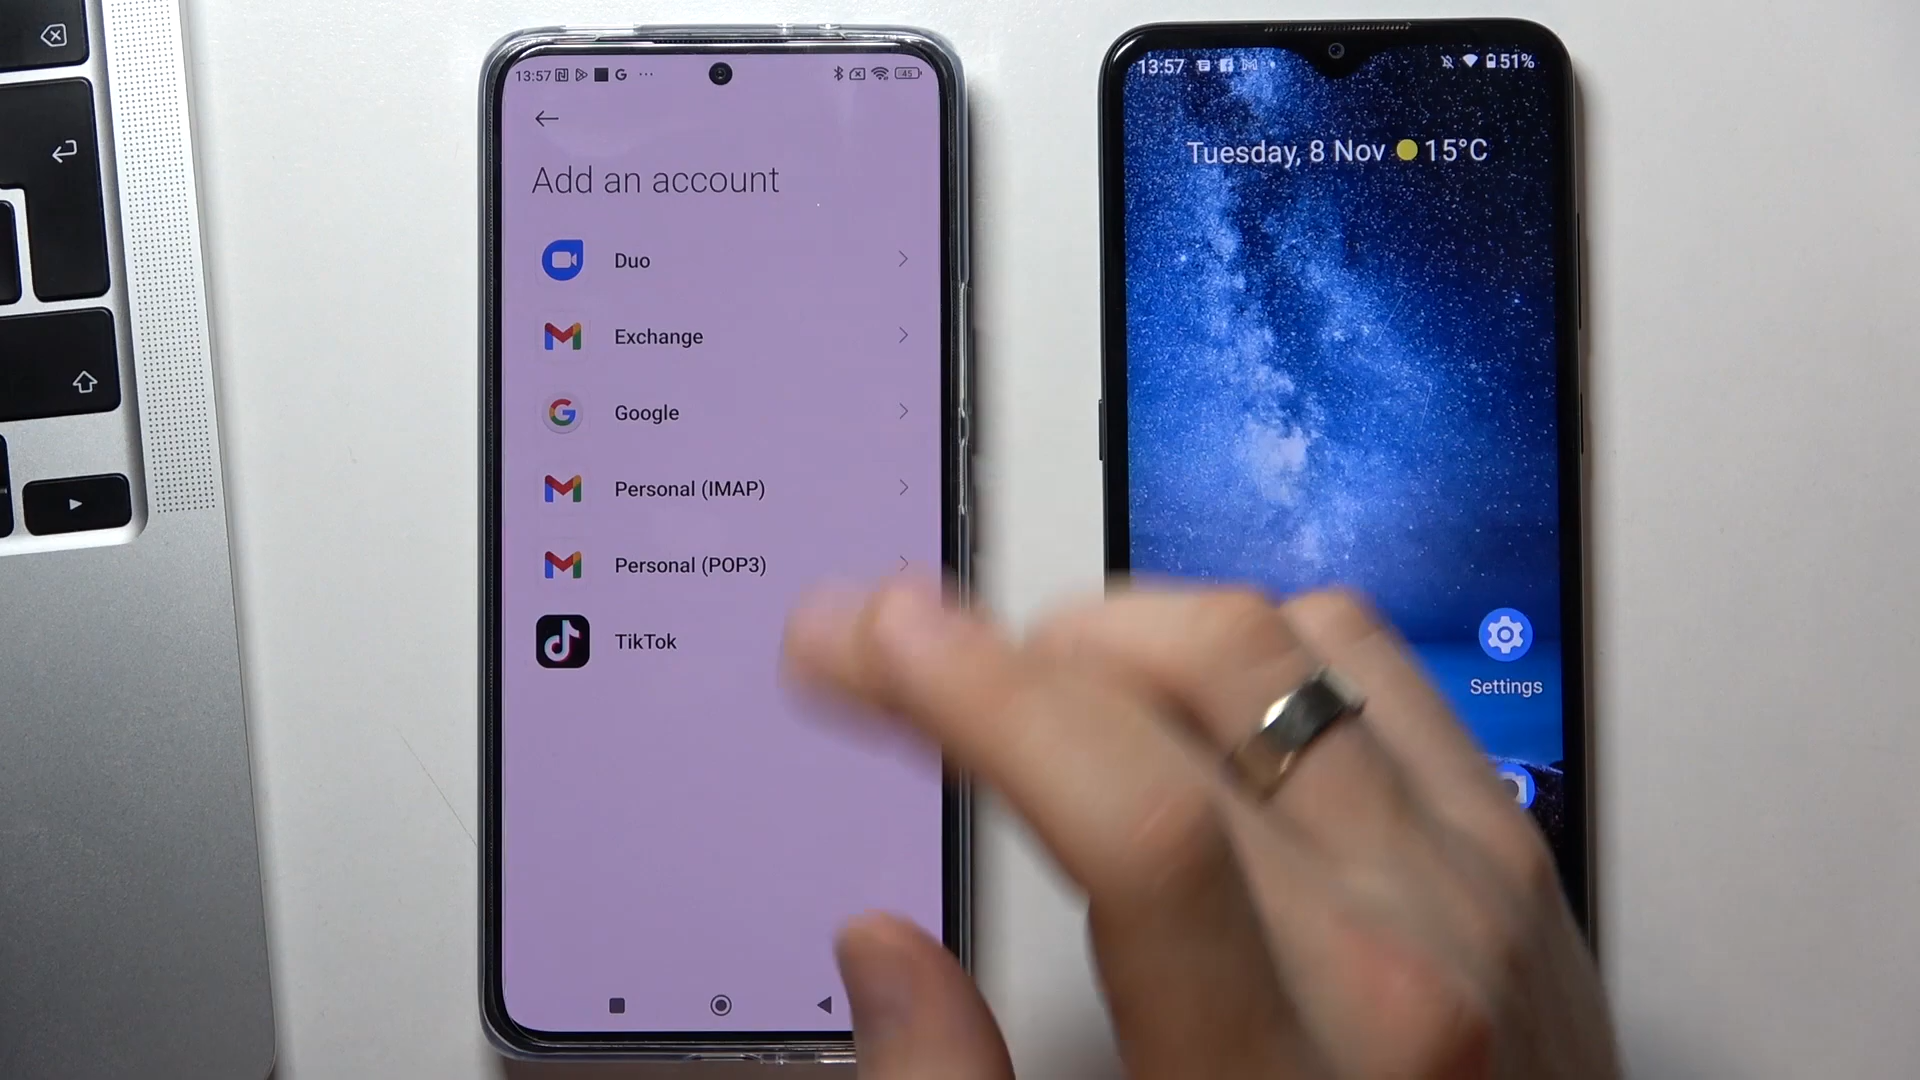 13:57
45
Add an account
Duo
Exchange
Google
Personal (IMAP)
Personal (POP3)
TikTok
13:57
51%
Tuesday, 8 Nov 15°C
Settings